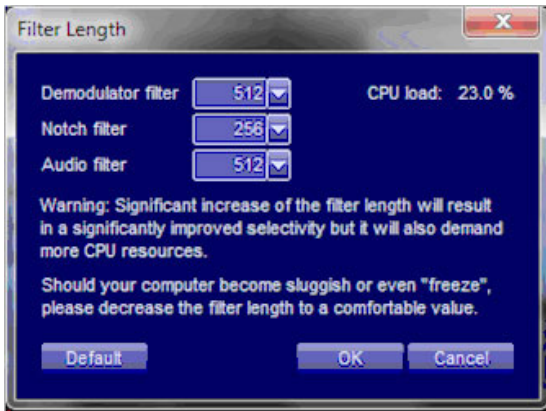 Filter Length
Demodulator filter 512 CPU load: 23.0 %
Notch filter 256
Audio filter 512
Warning: Significant increase of the filter length will result
in a significantly improved selectivity but it will also demand
more CPU resources.
Should your computer become sluggish or even "freeze",
please decrease the filter length to a comfortable value.
Default OK Cancel